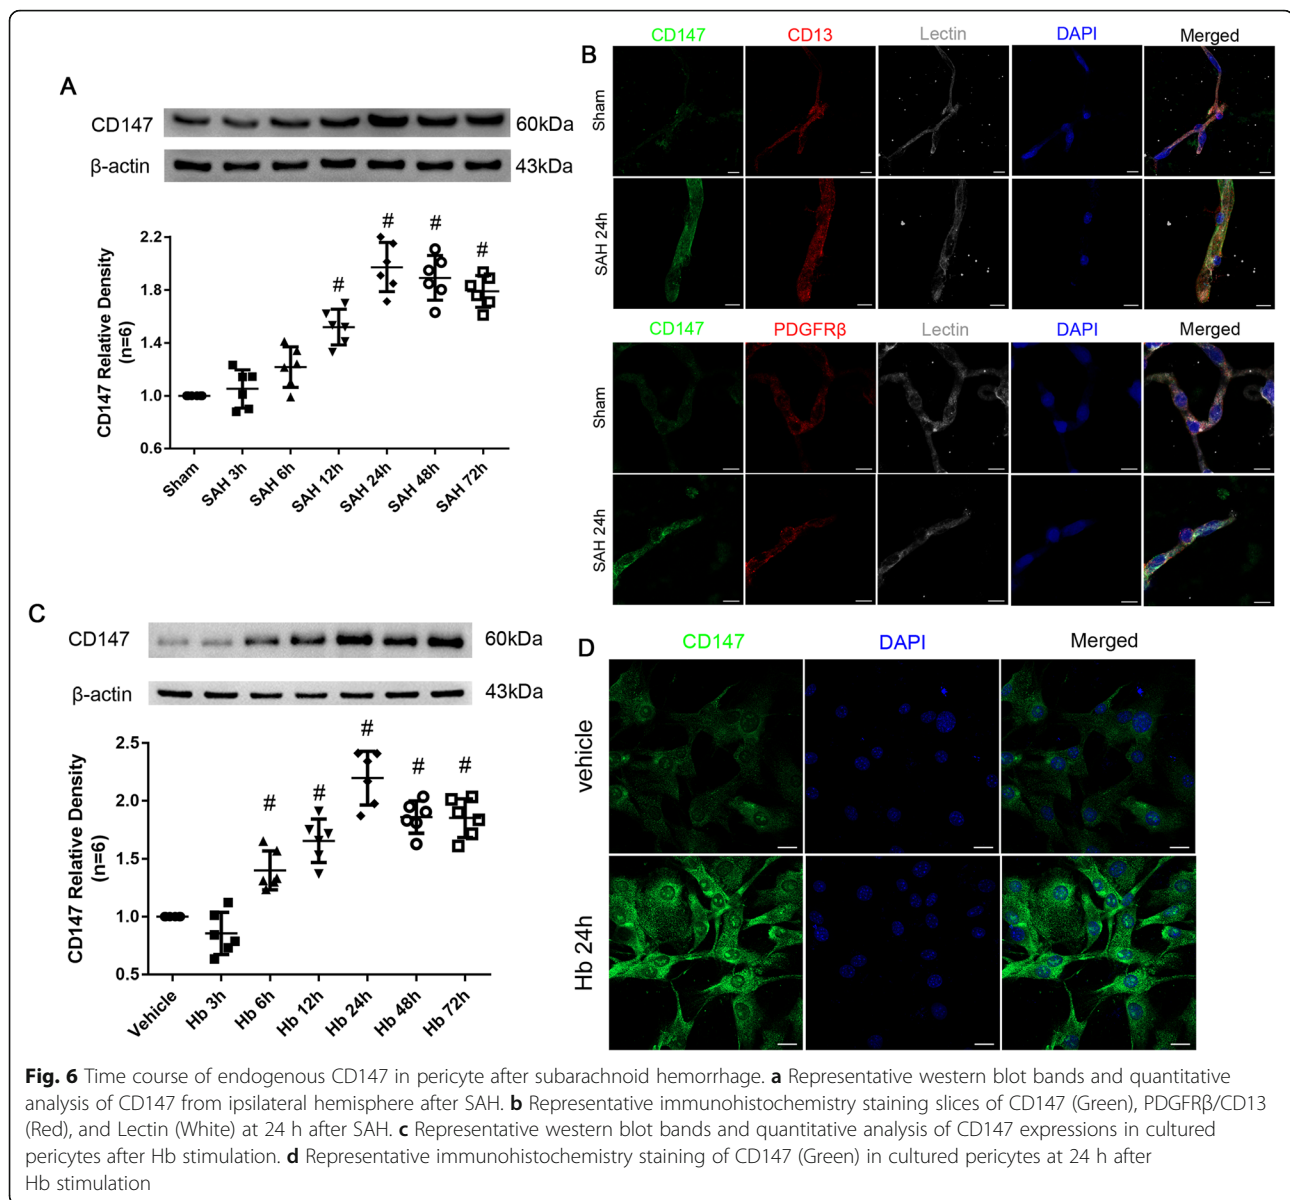 A
CD147
60kDa
β-actin
43kDa
CD147 Relative Density
(n=6)
2.2
1.8
1.4
1.0
0.6
#
#
#
#
Sham
SAH 3h
SAH 6h
SAH 12h
SAH 24h
SAH 48h
SAH 72h
B
CD147 CD13 Lectin DAPI Merged
Sham
SAH 24h
CD147 PDGFRβ Lectin DAPI Merged
Sham
SAH 24h
C
CD147
60kDa
β-actin
43kDa
CD147 Relative Density
(n=6)
2.5
2.0
1.5
1.0
0.5
#
#
#
#
#
Vehicle
Hb 3h
Hb 6h
Hb 12h
Hb 24h
Hb 48h
Hb 72h
D
CD147 DAPI Merged
vehicle
Hb 24h
Fig. 6 Time course of endogenous CD147 in pericyte after subarachnoid hemorrhage. a Representative western blot bands and quantitative
analysis of CD147 from ipsilateral hemisphere after SAH. b Representative immunohistochemistry staining slices of CD147 (Green), PDGFRβ/CD13
(Red), and Lectin (White) at 24 h after SAH. c Representative western blot bands and quantitative analysis of CD147 expressions in cultured
pericytes after Hb stimulation. d Representative immunohistochemistry staining of CD147 (Green) in cultured pericytes at 24 h after
Hb stimulation